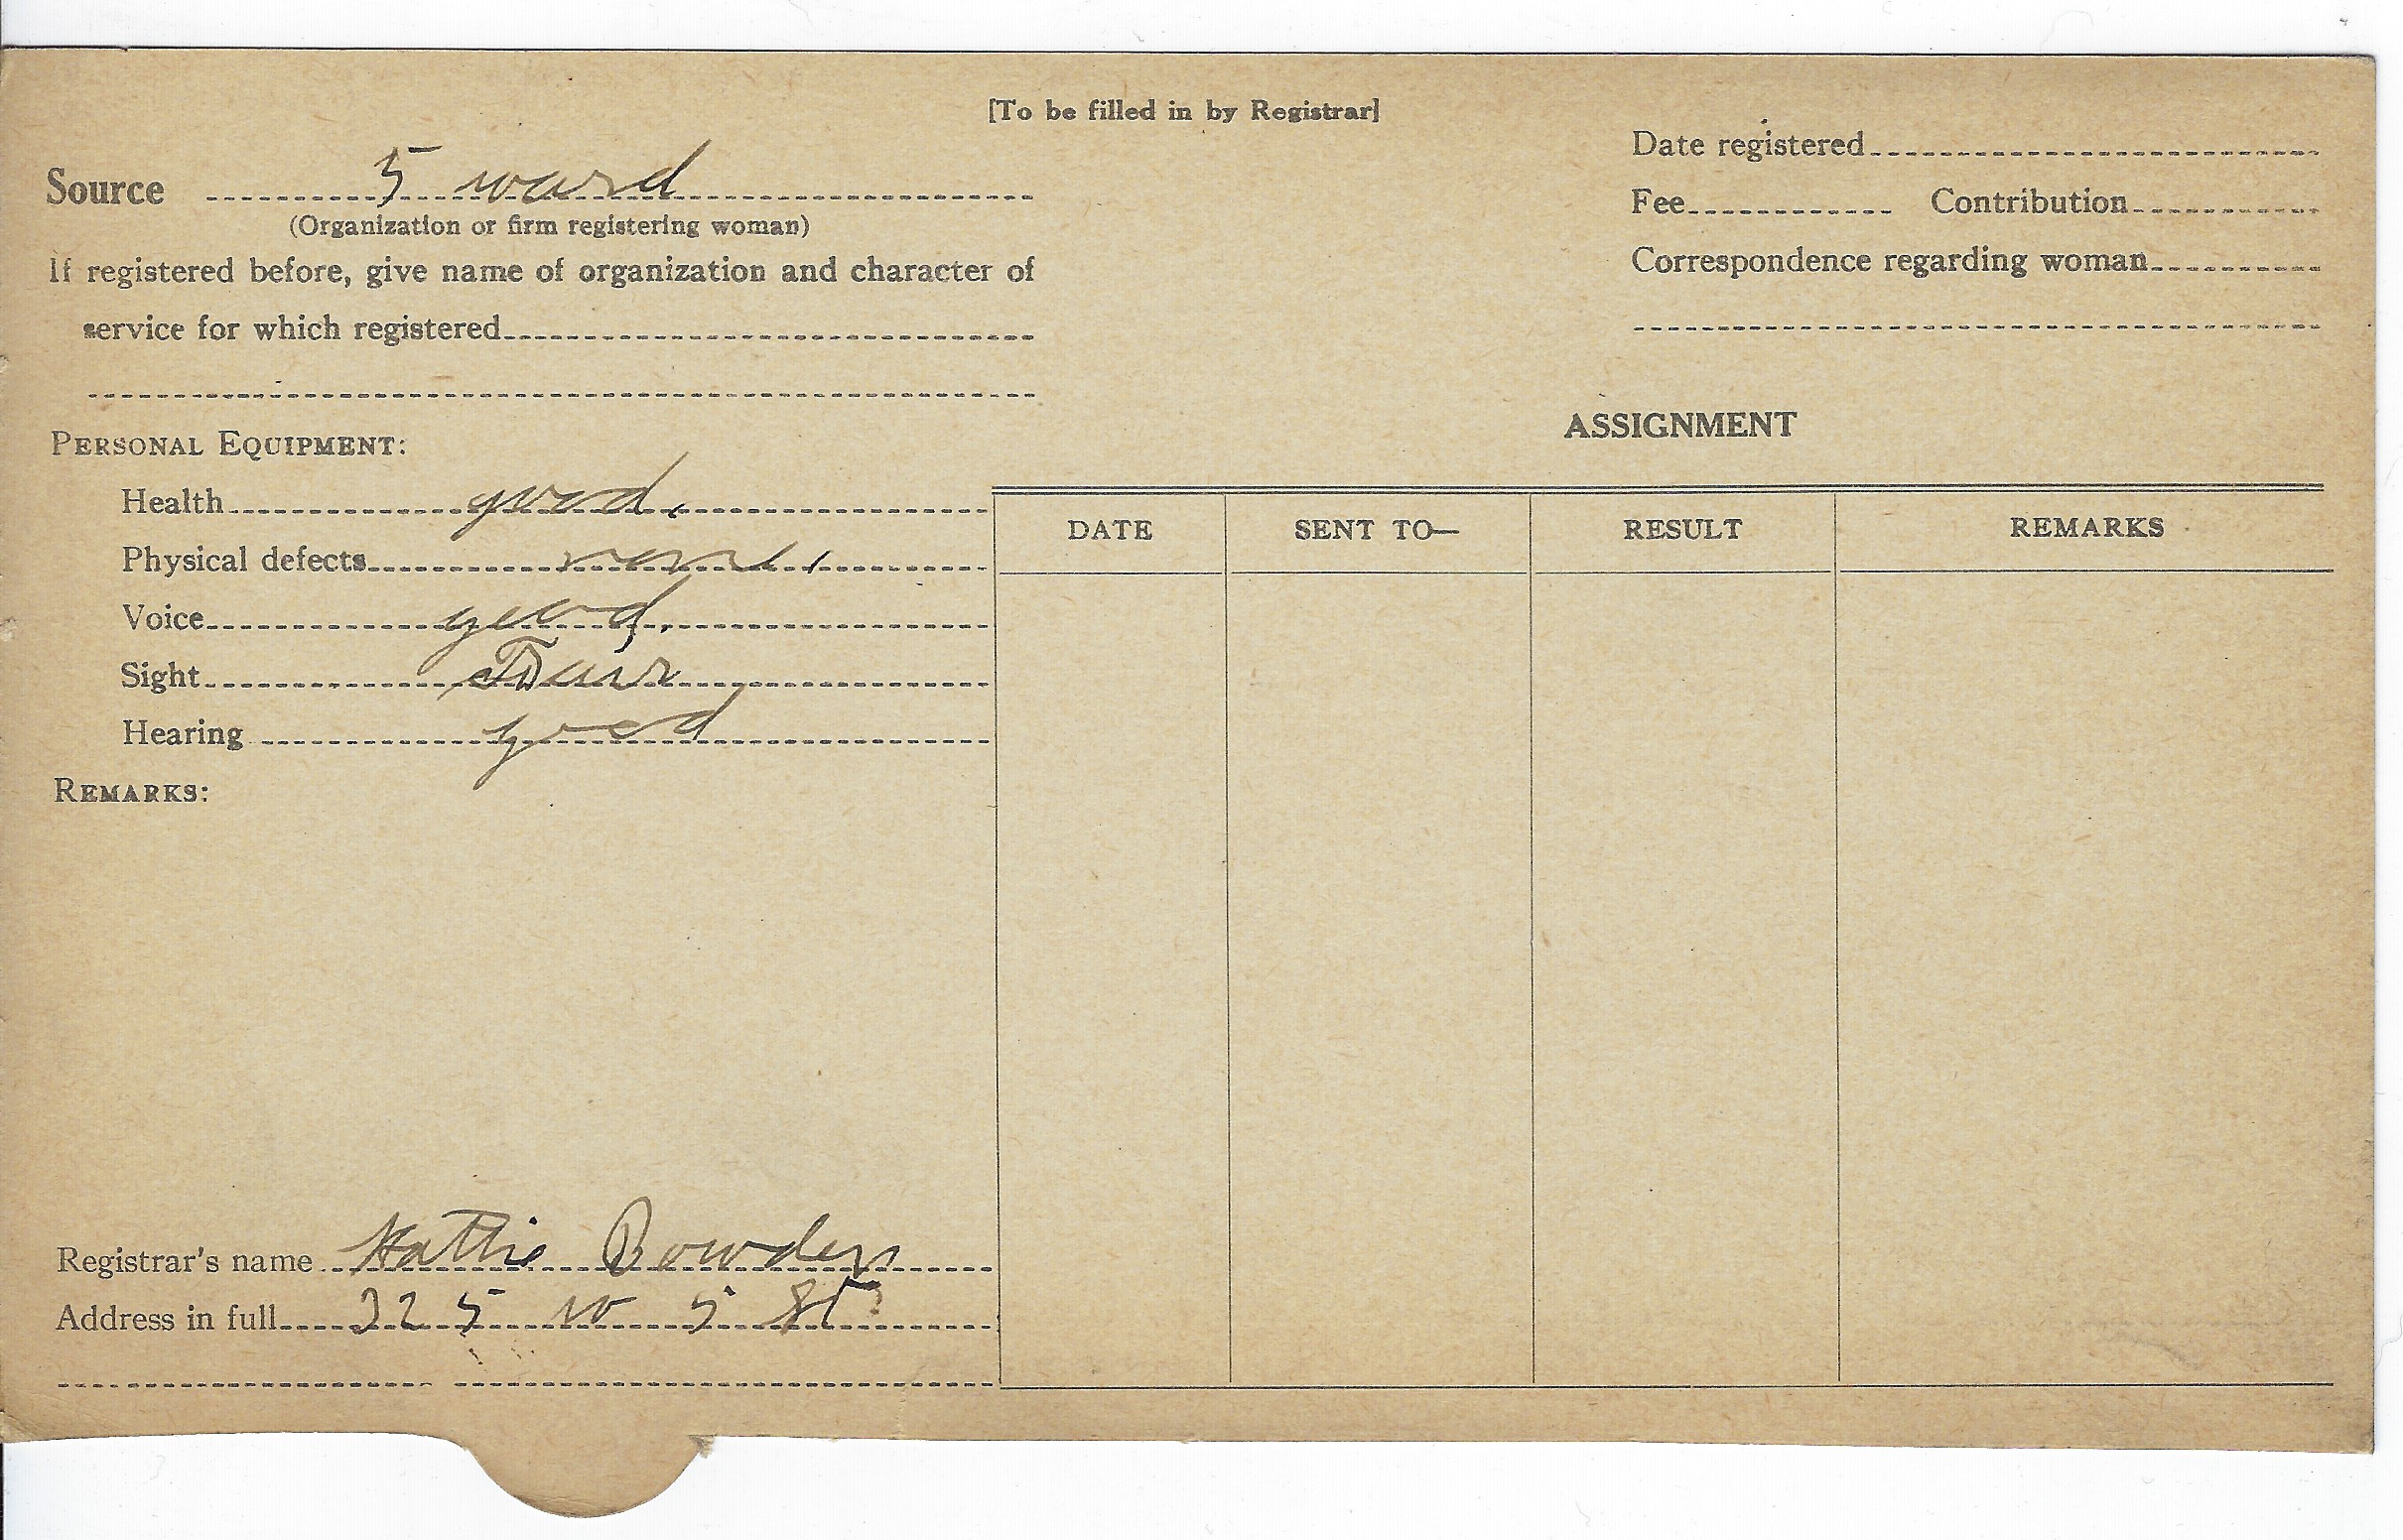 [To be filled in by Registrar]
Source 5 ward
(Organization or firm registering woman)
If registered before, give name of organization and character of
service for which registered
Date registered
Fee Contribution
Correspondence regarding woman
PERSONAL EQUIPMENT:
Health good.
Physical defects none.
Voice good.
Sight Fair
Hearing good
REMARKS:
Registrar's name Hattie Bowden
Address in full 325 W 5 St
ASSIGNMENT
DATE SENT TO— RESULT REMARKS